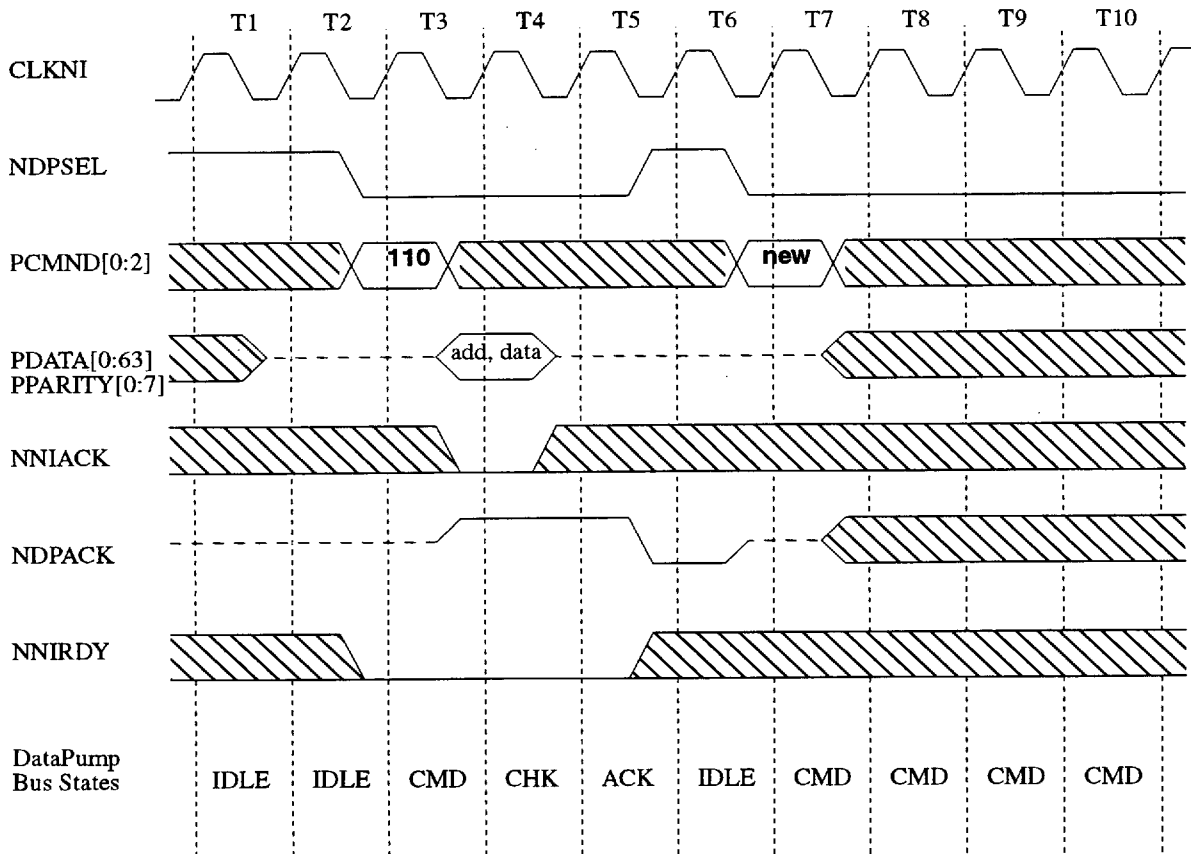 T1 T2 T3 T4 T5 T6 T7 T8 T9 T10
CLKNI
NDPSEL
PCMND[0:2] 110 new
PDATA[0:63] add, data
PPARITY[0:7]
NNIACK
NDPACK
NNIRDY
DataPump
Bus States
IDLE IDLE CMD CHK ACK IDLE CMD CMD CMD CMD